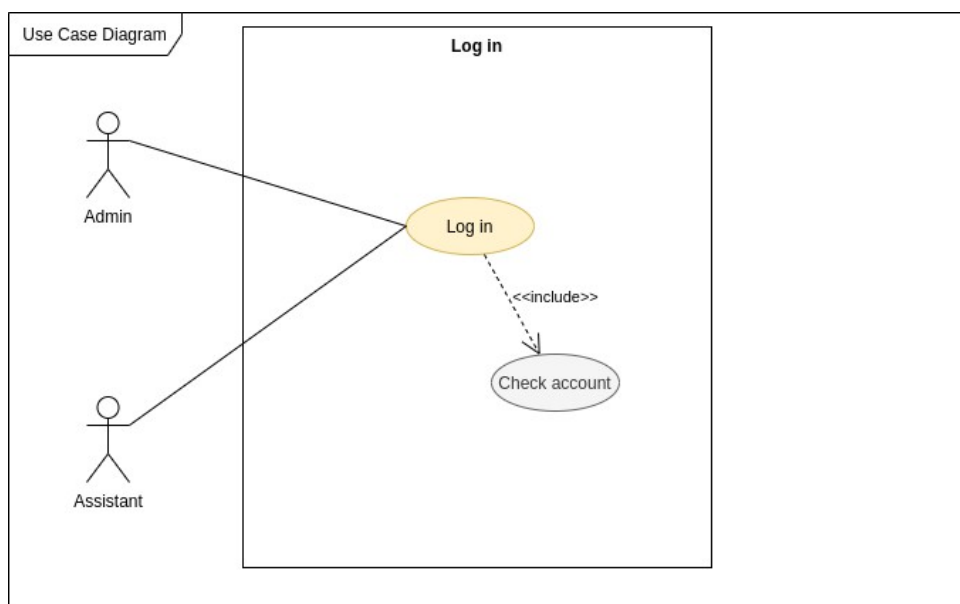 Use Case Diagram
Log in
Admin
Log in
<<include>>
Check account
Assistant